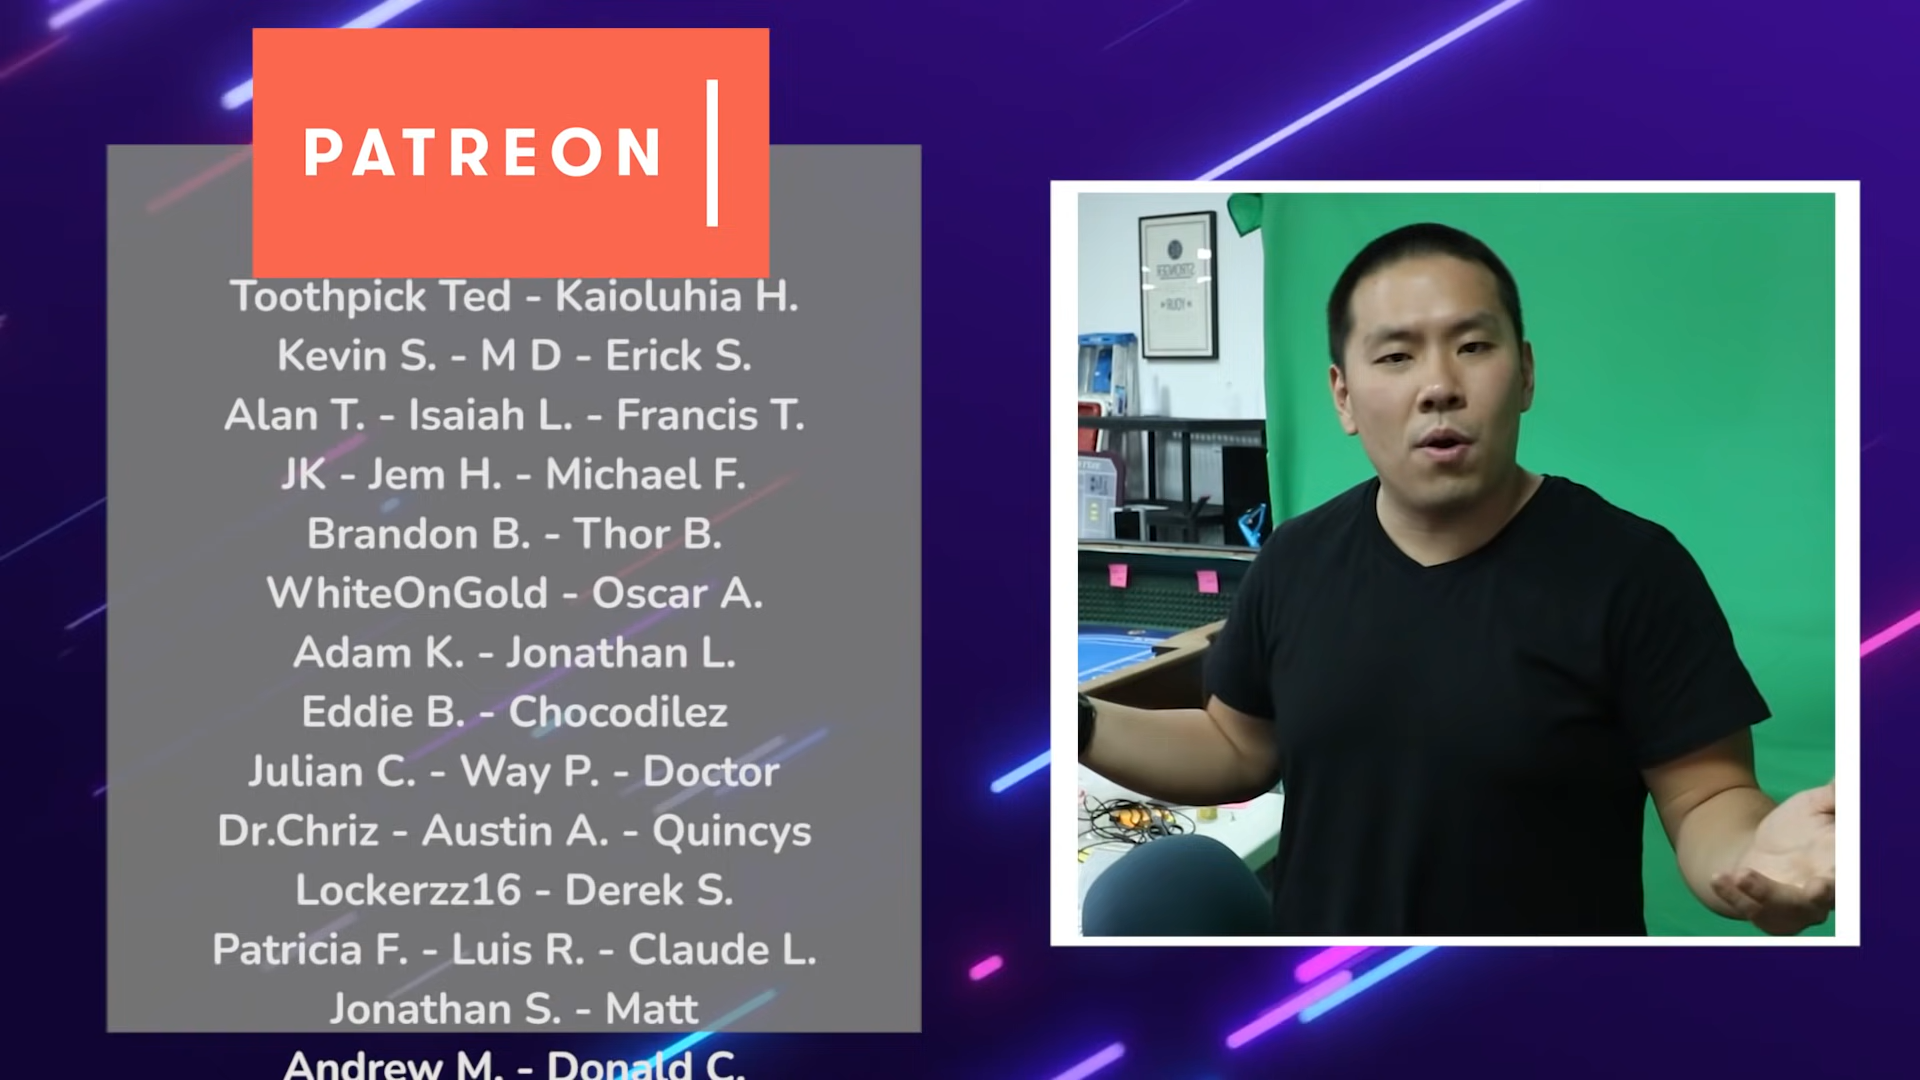 PATREON
Toothpick Ted - Kaioluhia H.
Kevin S. - M D - Erick S.
Alan T. - Isaiah L. - Francis T.
JK - Jem H. - Michael F.
Brandon B. - Thor B.
WhiteOnGold - Oscar A.
Adam K. - Jonathan L.
Eddie B. - Chocodilez
Julian C. - Way P. - Doctor
Dr.Chriz - Austin A. - Quincys
Lockerzz16 - Derek S.
Patricia F. - Luis R. - Claude L.
Jonathan S. - Matt
Andrew M. - Donald C.
STRONGER